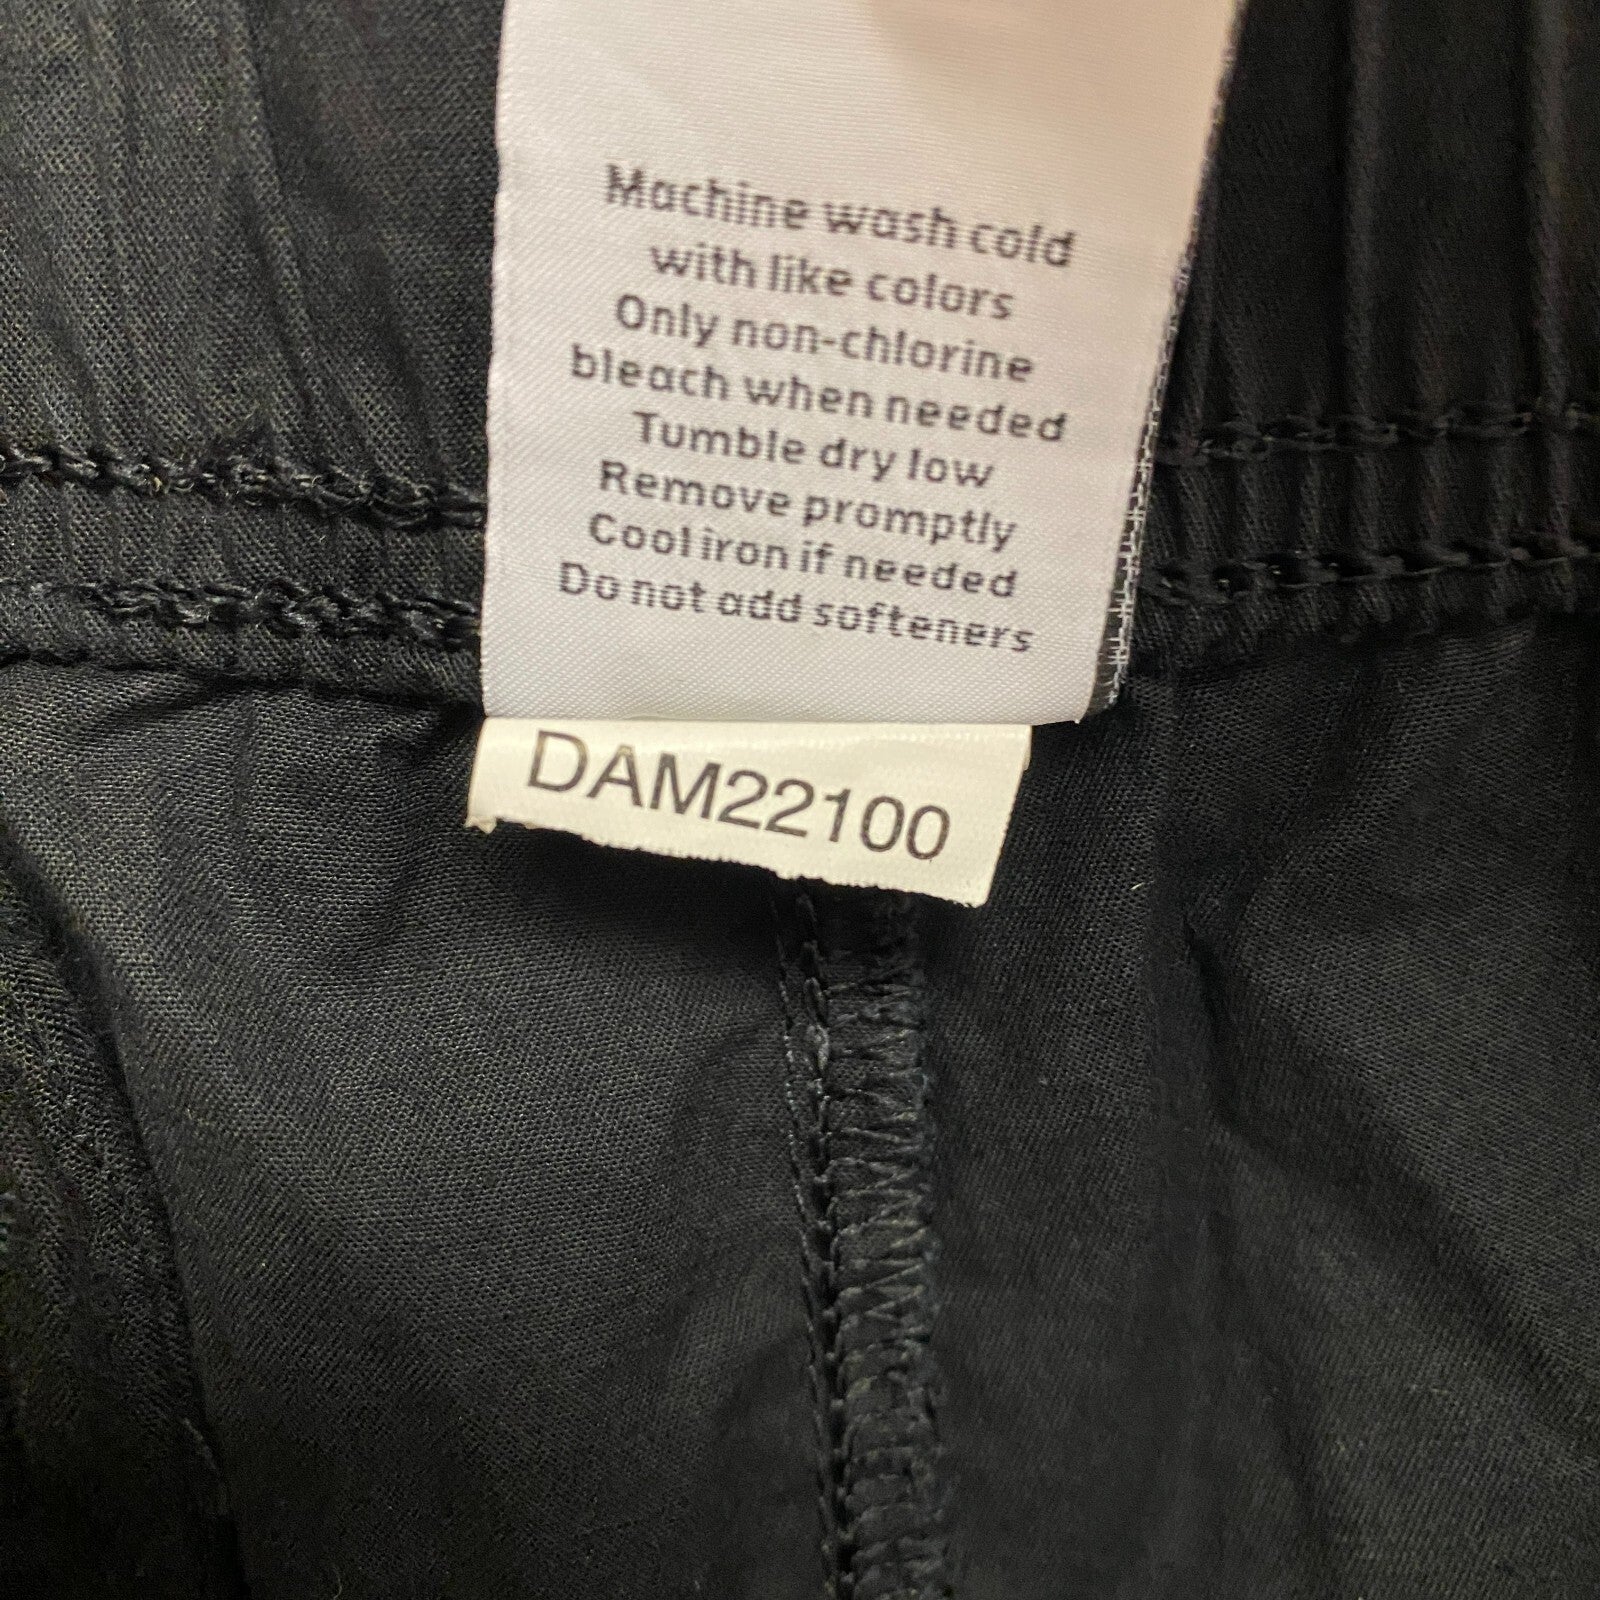 Machine wash cold
with like colors
Only non-chlorine
bleach when needed
Tumble dry low
Remove promptly
Cool iron if needed
Do not add softeners
DAM22100